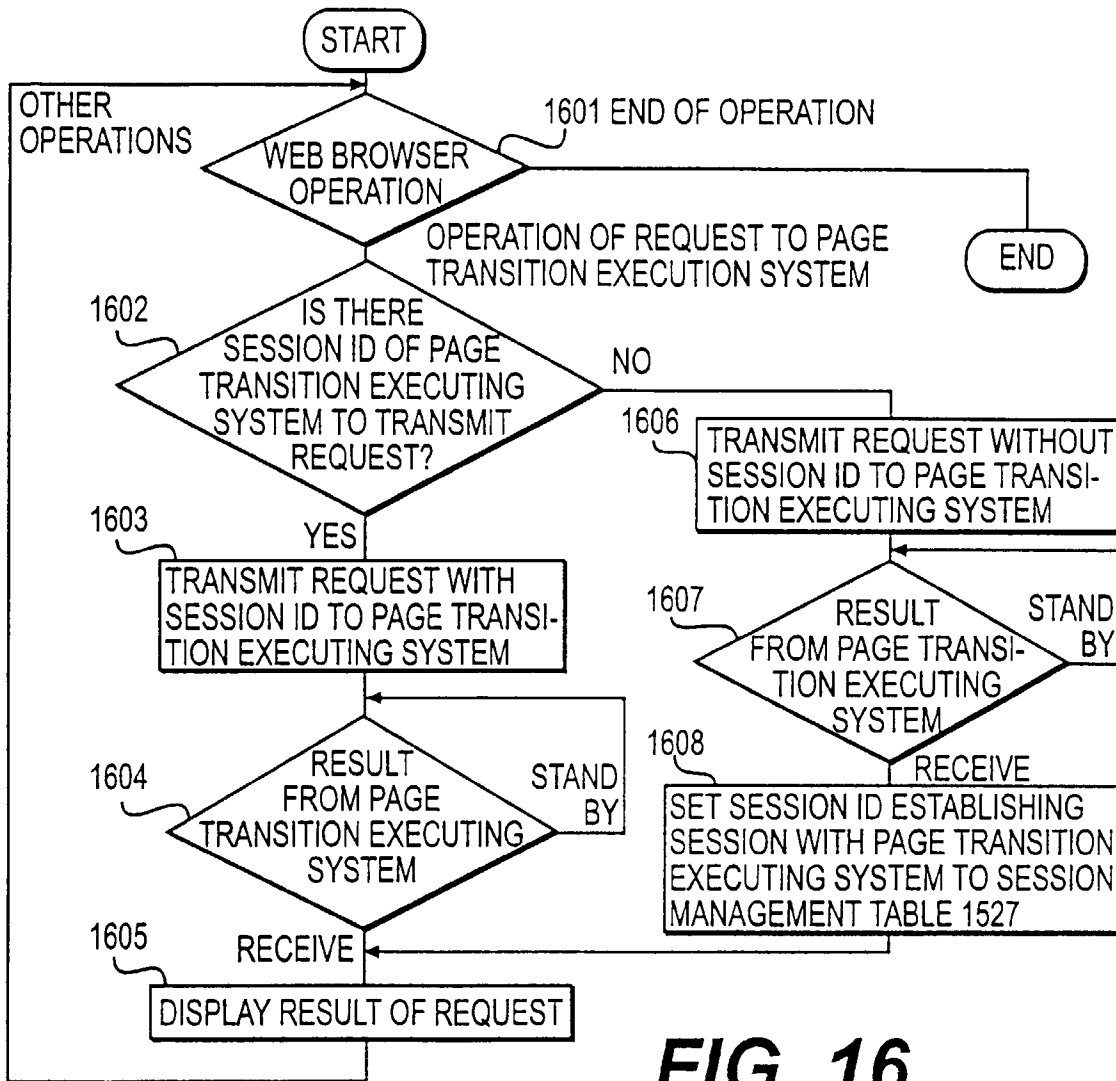 START
OTHER
OPERATIONS
1601 END OF OPERATION
WEB BROWSER
OPERATION
END
OPERATION OF REQUEST TO PAGE
TRANSITION EXECUTION SYSTEM
1602
IS THERE
SESSION ID OF PAGE
TRANSITION EXECUTING
SYSTEM TO TRANSMIT
REQUEST?
NO
YES
1603
TRANSMIT REQUEST WITH
SESSION ID TO PAGE TRANSI-
TION EXECUTING SYSTEM
1604
RESULT
FROM PAGE
TRANSITION EXECUTING
SYSTEM
STAND
BY
RECEIVE
1606
TRANSMIT REQUEST WITHOUT
SESSION ID TO PAGE TRANSI-
TION EXECUTING SYSTEM
1607
RESULT
FROM PAGE TRANSI-
TION EXECUTING
SYSTEM
STAND
BY
RECEIVE
1608
SET SESSION ID ESTABLISHING
SESSION WITH PAGE TRANSITION
EXECUTING SYSTEM TO SESSION
MANAGEMENT TABLE 1527
1605
DISPLAY RESULT OF REQUEST
FIG. 16